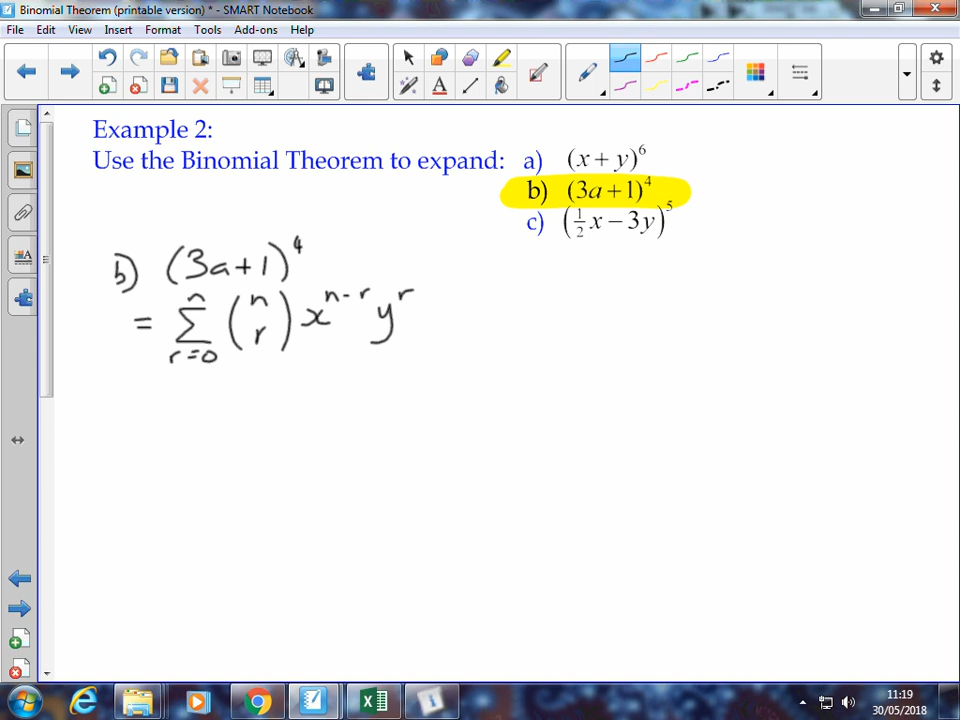 Binomial Theorem (printable version) * - SMART Notebook
File Edit View Insert Format Tools Add-ons Help
Example 2:
Use the Binomial Theorem to expand: a) (x + y)^6
b) (3a + 1)^4
c) (1/2 x − 3y)^5
b) (3a+1)^4
= ∑_{r=0}^{n} (n r) x^{n-r} y^r
11:19
30/05/2018